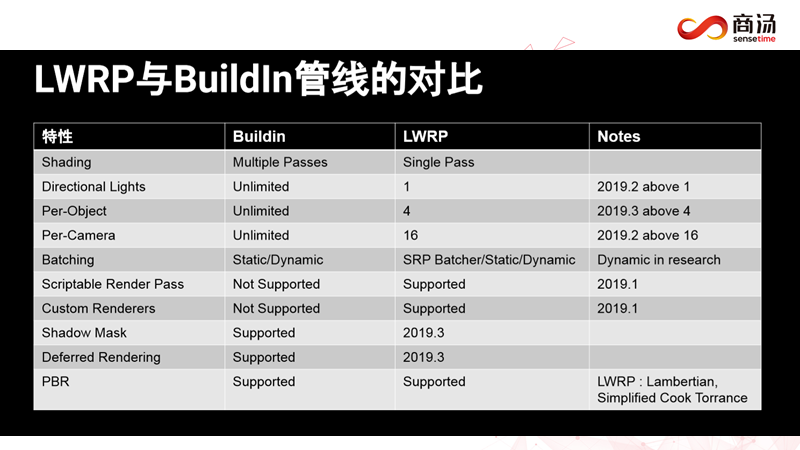 商汤
sensetime
LWRP与BuildIn管线的对比
特性 Buildin LWRP Notes
Shading Multiple Passes Single Pass
Directional Lights Unlimited 1 2019.2 above 1
Per-Object Unlimited 4 2019.3 above 4
Per-Camera Unlimited 16 2019.2 above 16
Batching Static/Dynamic SRP Batcher/Static/Dynamic Dynamic in research
Scriptable Render Pass Not Supported Supported 2019.1
Custom Renderers Not Supported Supported 2019.1
Shadow Mask Supported 2019.3
Deferred Rendering Supported 2019.3
PBR Supported Supported LWRP : Lambertian,
Simplified Cook Torrance